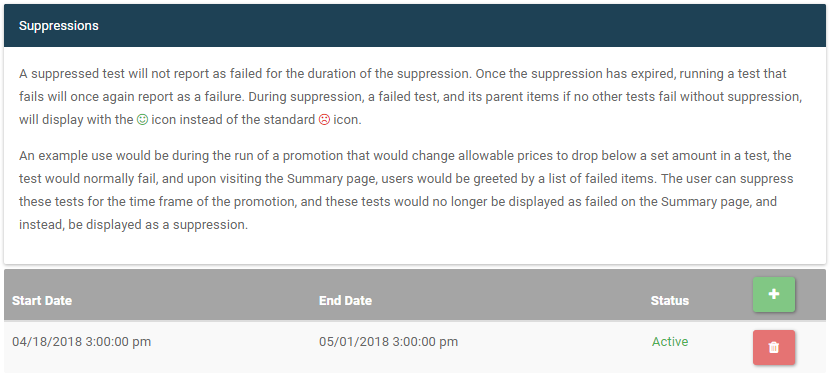 Suppressions
A suppressed test will not report as failed for the duration of the suppression. Once the suppression has expired, running a test that
fails will once again report as a failure. During suppression, a failed test, and its parent items if no other tests fail without suppression,
will display with the icon instead of the standard icon.
An example use would be during the run of a promotion that would change allowable prices to drop below a set amount in a test, the
test would normally fail, and upon visiting the Summary page, users would be greeted by a list of failed items. The user can suppress
these tests for the time frame of the promotion, and these tests would no longer be displayed as failed on the Summary page, and
instead, be displayed as a suppression.
Start Date End Date Status
04/18/2018 3:00:00 pm 05/01/2018 3:00:00 pm Active